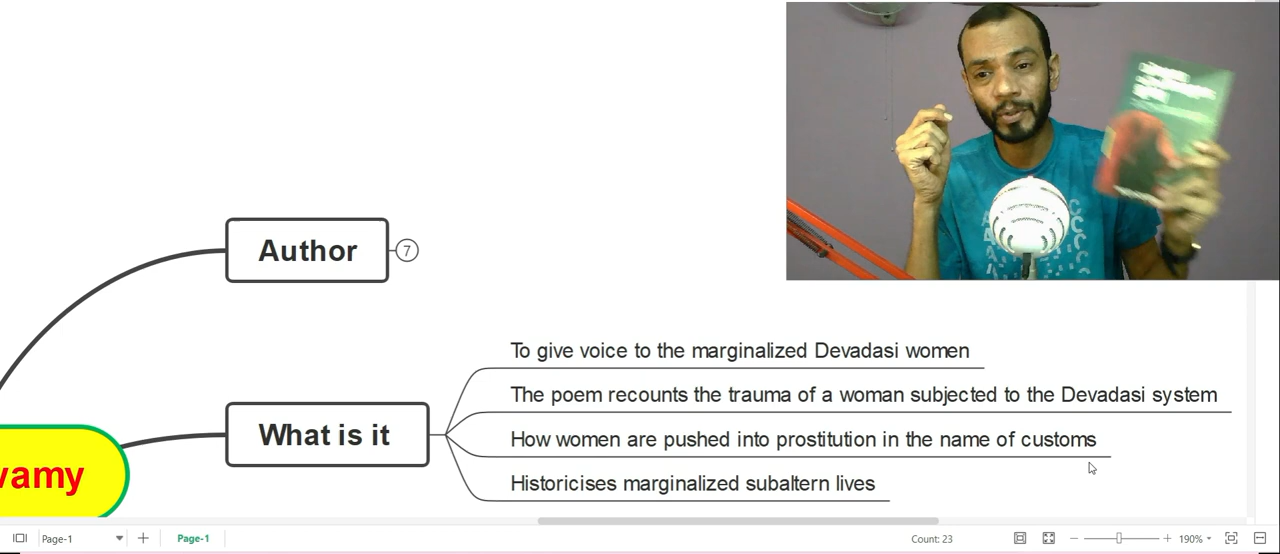 Author
7
To give voice to the marginalized Devadasi women
The poem recounts the trauma of a woman subjected to the Devadasi system
What is it
How women are pushed into prostitution in the name of customs
vamy
Historicises marginalized subaltern lives
Page-1
Page-1
Count: 23
190%